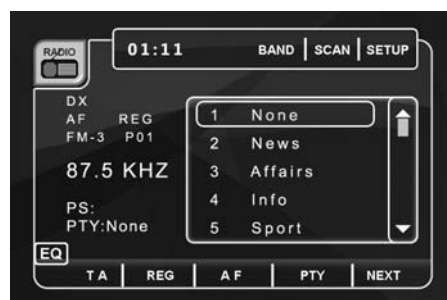 RADIO
01:11 BAND SCAN SETUP
DX
AF REG
FM-3 P01
87.5 KHZ
PS:
PTY:None
1 None
2 News
3 Affairs
4 Info
5 Sport
EQ
TA REG AF PTY NEXT